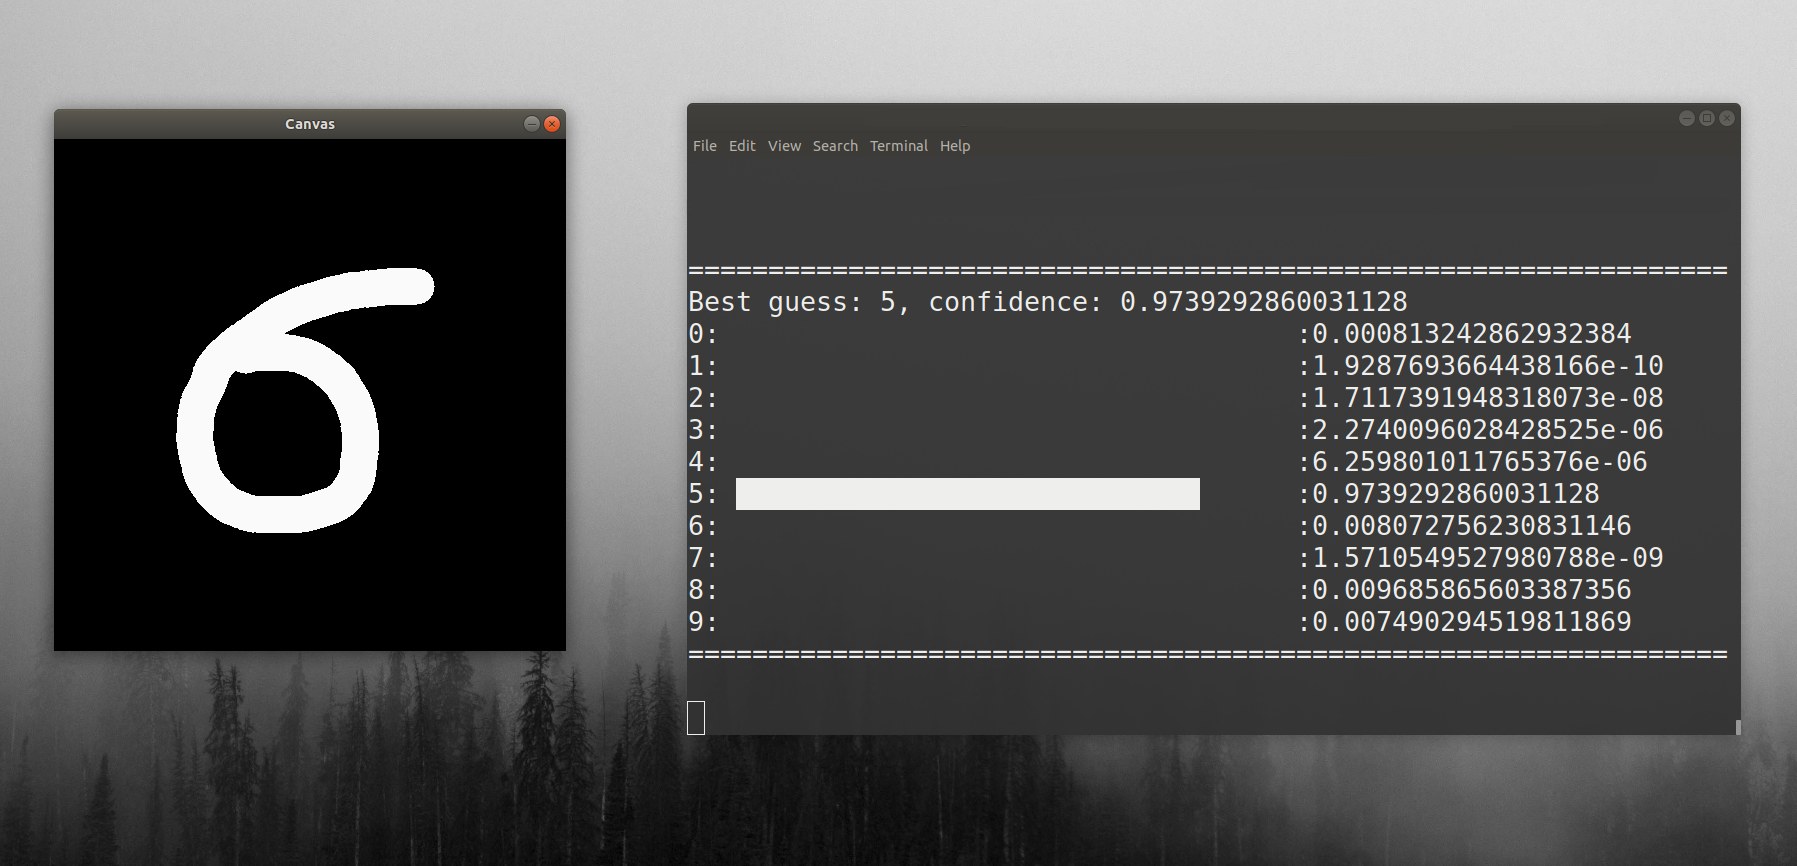 Canvas
6
File Edit View Search Terminal Help
=================================================================
Best guess: 5, confidence: 0.9739292860031128
0: :0.000813242862932384
1: :1.9287693664438166e-10
2: :1.7117391948318073e-08
3: :2.2740096028428525e-06
4: :6.259801011765376e-06
5: :0.9739292860031128
6: :0.008072756230831146
7: :1.5710549527980788e-09
8: :0.009685865603387356
9: :0.007490294519811869
=================================================================